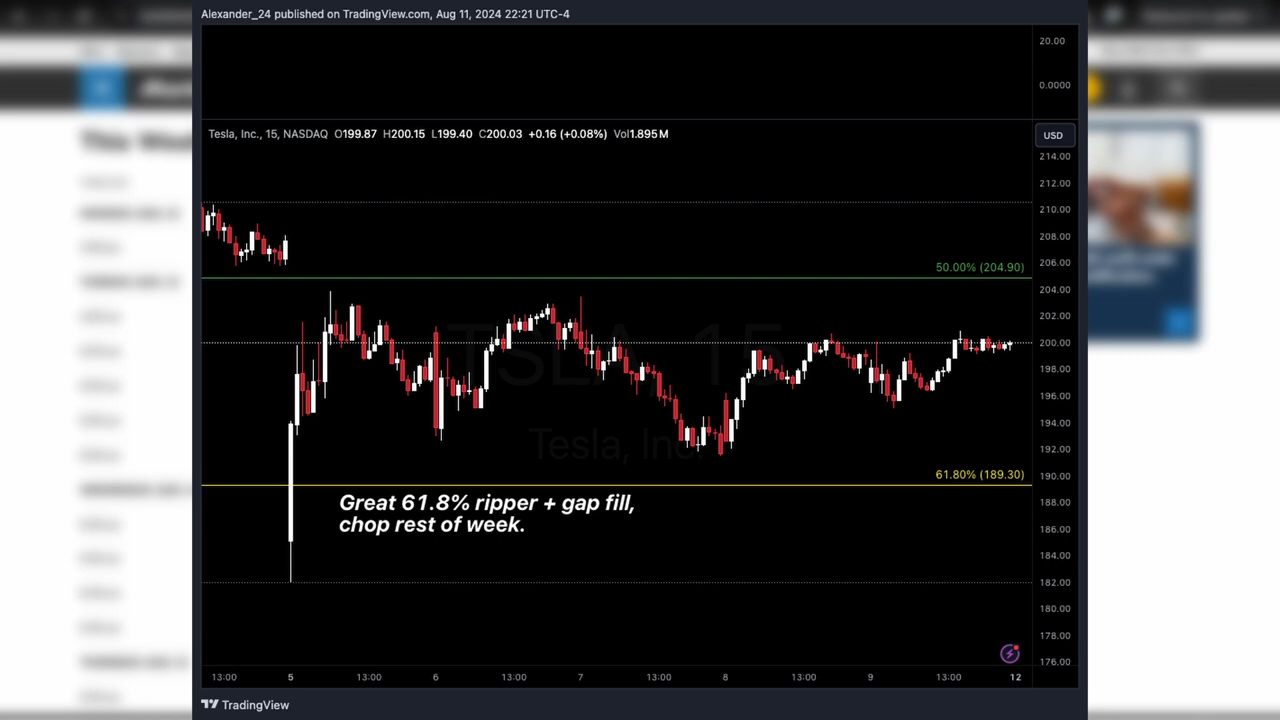 Alexander_24 published on TradingView.com, Aug 11, 2024 22:21 UTC-4
20.00
0.0000
Tesla, Inc., 15, NASDAQ O199.87 H200.15 L199.40 C200.03 +0.16 (+0.08%) Vol1.895 M
USD
214.00
212.00
210.00
208.00
206.00
50.00% (204.90)
204.00
202.00
200.00
198.00
196.00
194.00
192.00
190.00
61.80% (189.30)
188.00
186.00
184.00
182.00
180.00
178.00
176.00
TSLA, 15
Tesla, Inc.
Great 61.8% ripper + gap fill,
chop rest of week.
13:00 5 13:00 6 13:00 7 13:00 8 13:00 9 13:00 12
TradingView